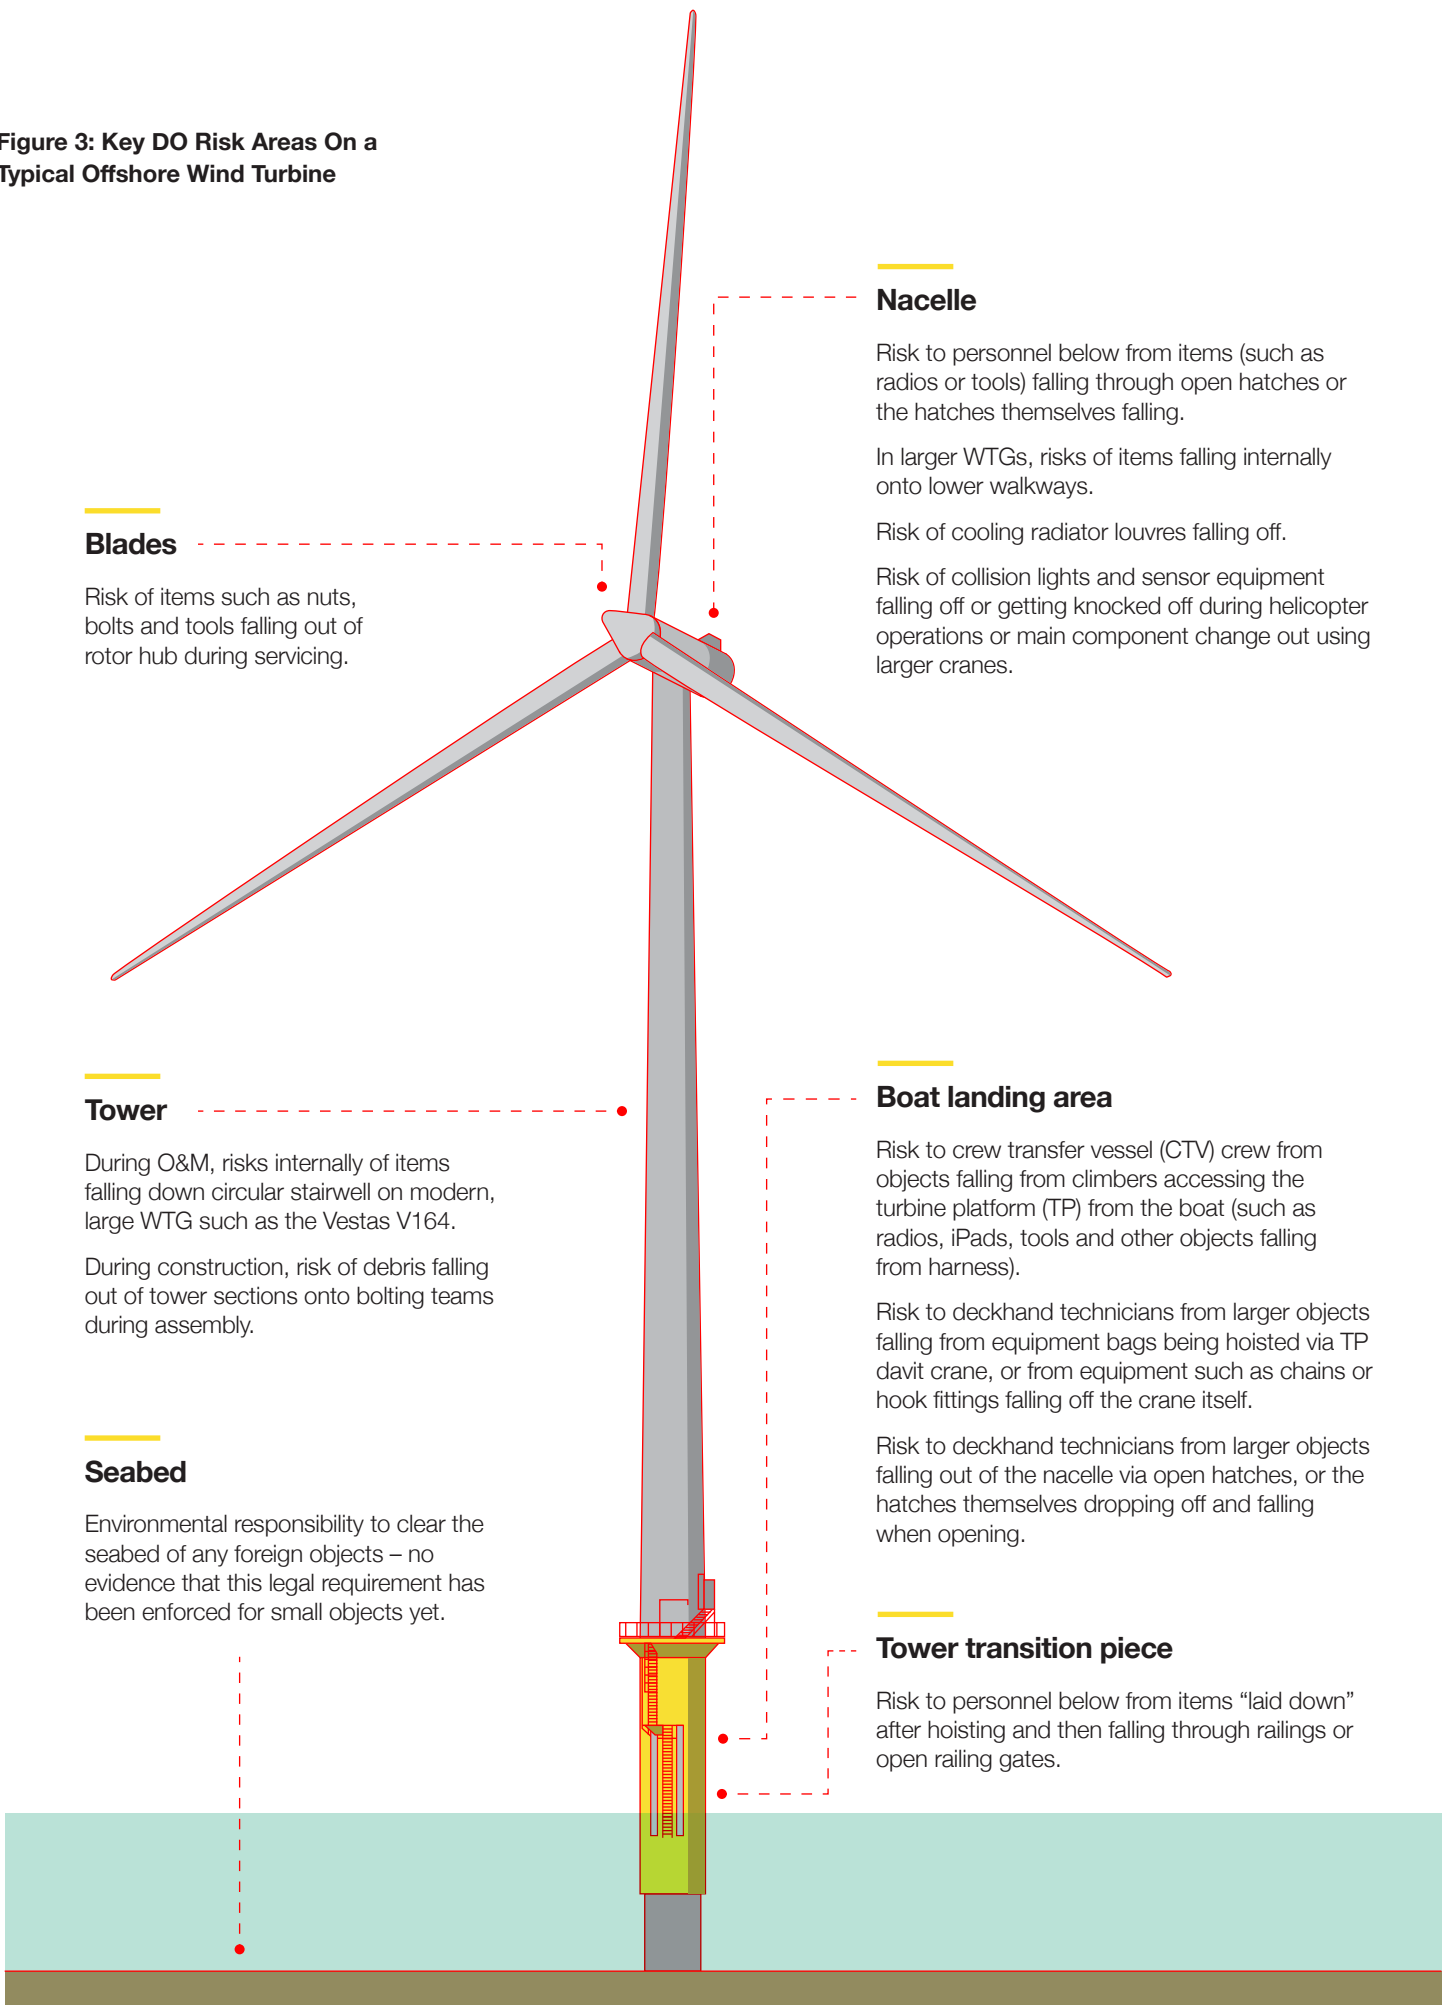 Figure 3: Key DO Risk Areas On a
Typical Offshore Wind Turbine
Nacelle
Risk to personnel below from items (such as
radios or tools) falling through open hatches or
the hatches themselves falling.
In larger WTGs, risks of items falling internally
onto lower walkways.
Risk of cooling radiator louvres falling off.
Risk of collision lights and sensor equipment
falling off or getting knocked off during helicopter
operations or main component change out using
larger cranes.
Blades
Risk of items such as nuts,
bolts and tools falling out of
rotor hub during servicing.
Tower
During O&M, risks internally of items
falling down circular stairwell on modern,
large WTG such as the Vestas V164.
During construction, risk of debris falling
out of tower sections onto bolting teams
during assembly.
Boat landing area
Risk to crew transfer vessel (CTV) crew from
objects falling from climbers accessing the
turbine platform (TP) from the boat (such as
radios, iPads, tools and other objects falling
from harness).
Risk to deckhand technicians from larger objects
falling from equipment bags being hoisted via TP
davit crane, or from equipment such as chains or
hook fittings falling off the crane itself.
Risk to deckhand technicians from larger objects
falling out of the nacelle via open hatches, or the
hatches themselves dropping off and falling
when opening.
Seabed
Environmental responsibility to clear the
seabed of any foreign objects – no
evidence that this legal requirement has
been enforced for small objects yet.
Tower transition piece
Risk to personnel below from items “laid down”
after hoisting and then falling through railings or
open railing gates.